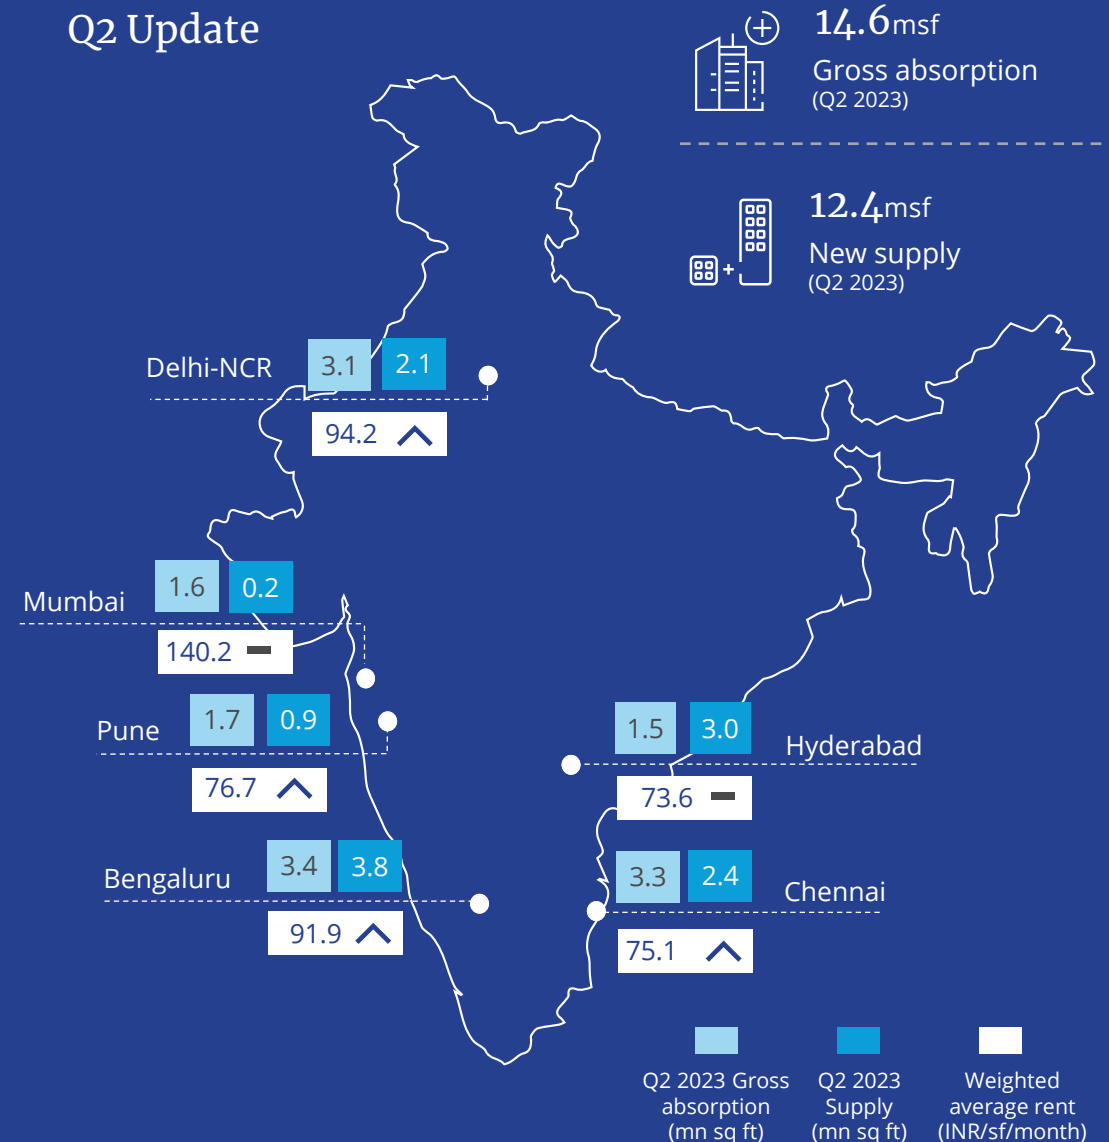 Q2 Update
14.6msf
Gross absorption
(Q2 2023)
12.4msf
New supply
(Q2 2023)
Delhi-NCR 3.1 2.1
94.2
Mumbai 1.6 0.2
140.2
Pune 1.7 0.9
76.7
1.5 3.0 Hyderabad
73.6
Bengaluru 3.4 3.8
91.9
3.3 2.4 Chennai
75.1
Q2 2023 Gross
absorption
(mn sq ft)
Q2 2023
Supply
(mn sq ft)
Weighted
average rent
(INR/sf/month)